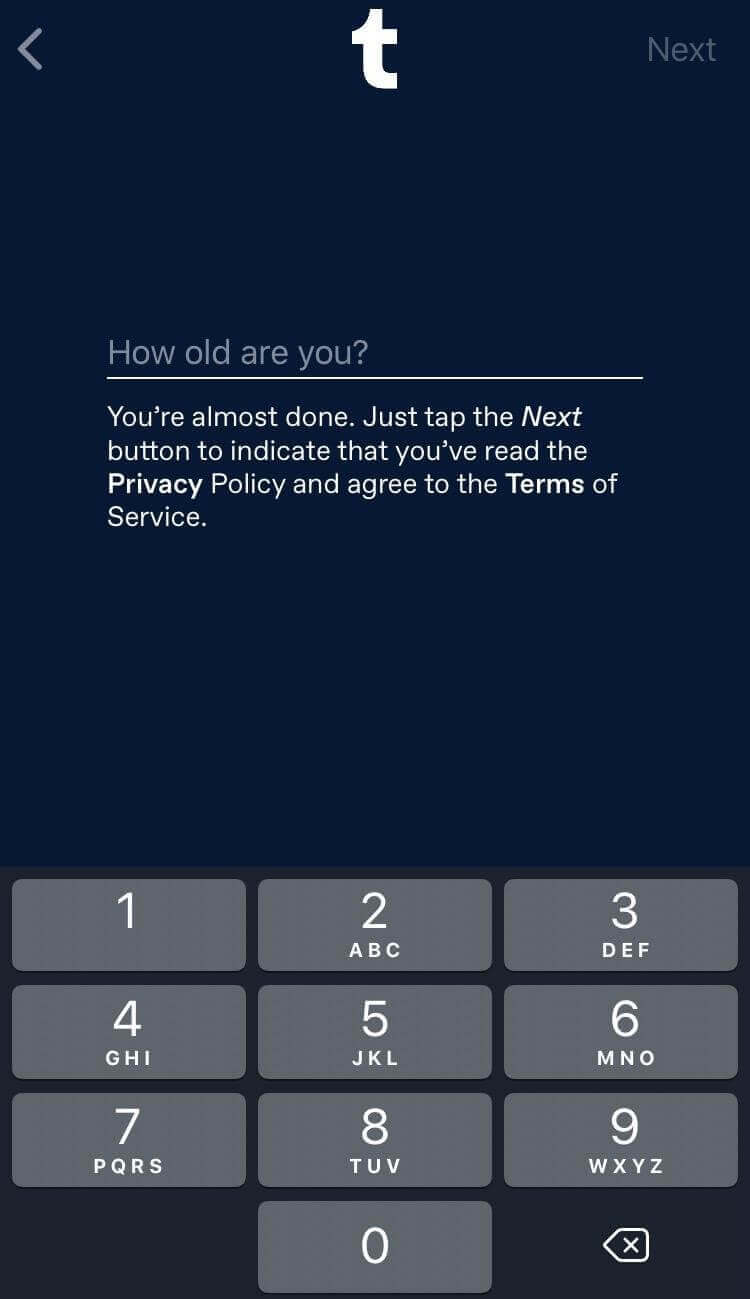 t
Next
How old are you?
You’re almost done. Just tap the Next
button to indicate that you’ve read the
Privacy Policy and agree to the Terms of
Service.
1
2
ABC
3
DEF
4
GHI
5
JKL
6
MNO
7
PQRS
8
TUV
9
WXYZ
0